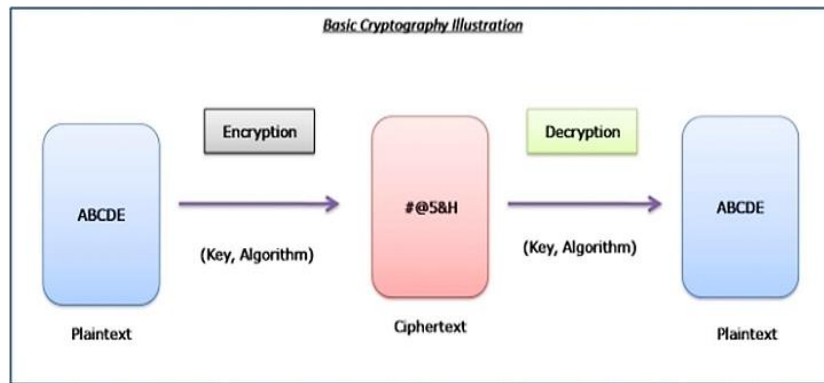 Basic Cryptography Illustration
Encryption
Decryption
ABCDE
#@5&H
ABCDE
(Key, Algorithm)
(Key, Algorithm)
Plaintext
Ciphertext
Plaintext